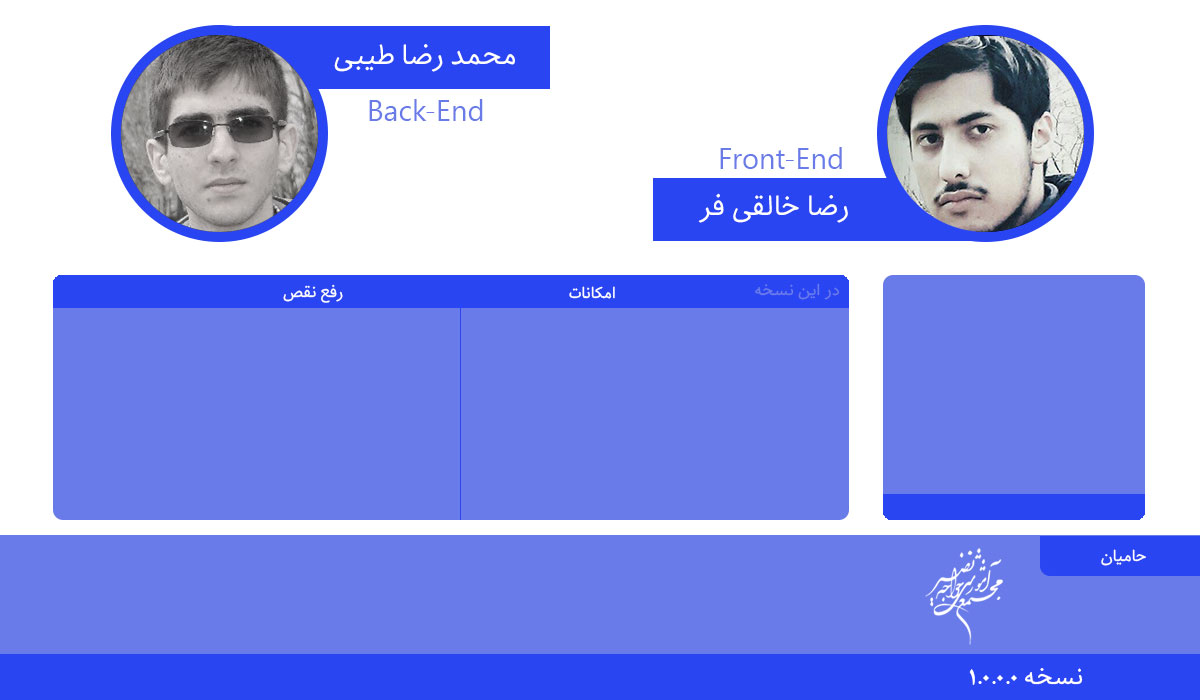 محمد رضا طیبی
Back-End
Front-End
رضا خالقی فر
در این نسخه
امکانات
رفع نقص
حامیان
نسخه ۱.۰.۰.۰